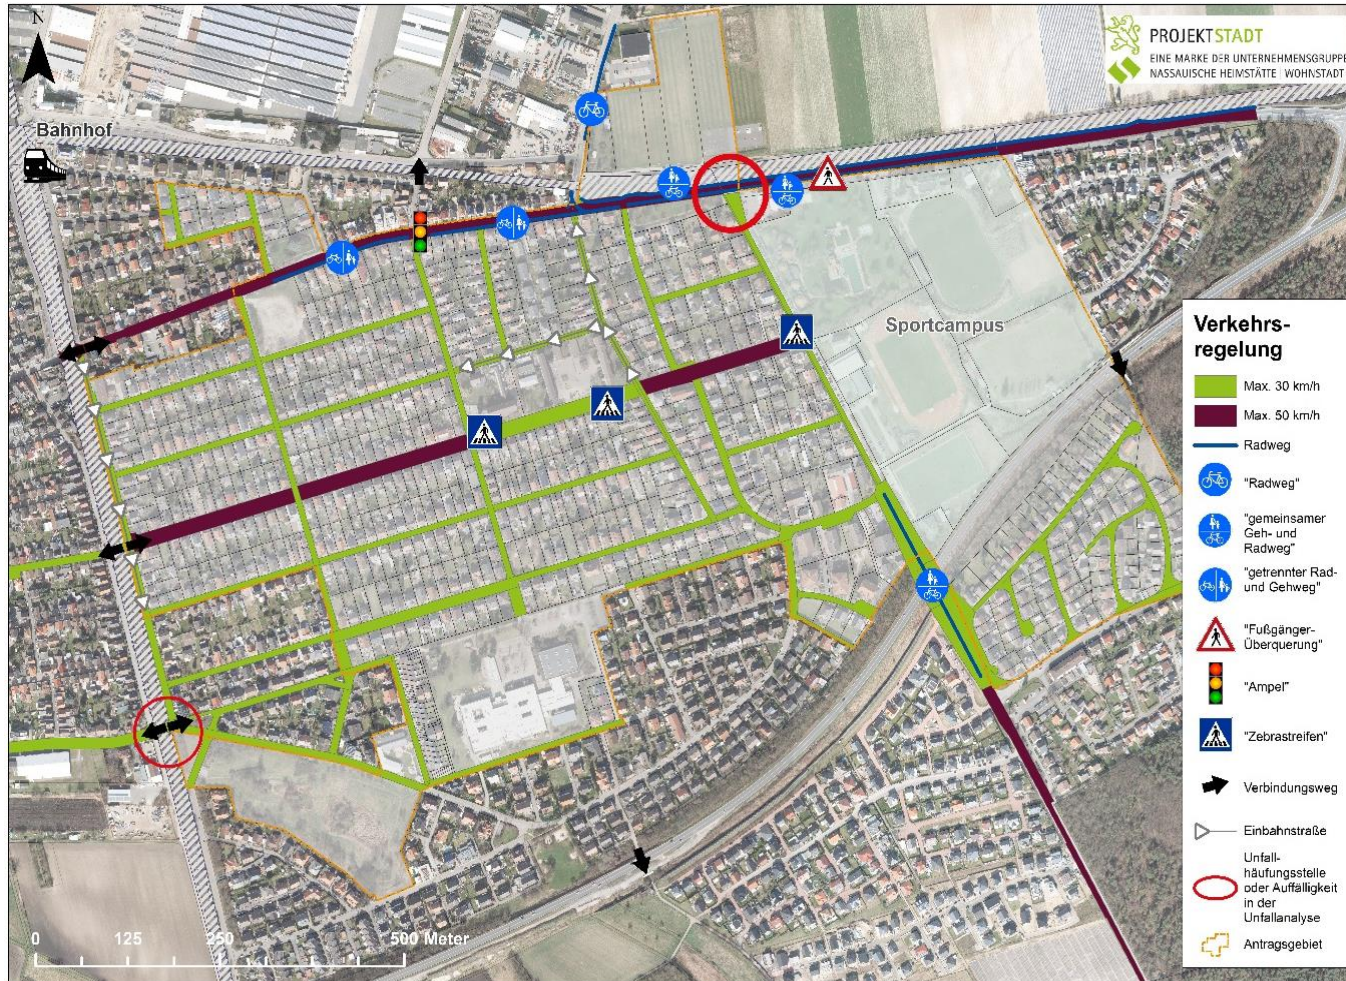 N
PROJEKTSTADT
EINE MARKE DER UNTERNEHMENSGRUPPE
NASSAUISCHE HEIMSTÄTTE | WOHNSTADT
Bahnhof
Sportcampus
Verkehrs-
regelung
Max. 30 km/h
Max. 50 km/h
Radweg
"Radweg"
"gemeinsamer
Geh- und
Radweg"
"getrennter Rad-
und Gehweg"
"Fußgänger-
Überquerung"
"Ampel"
"Zebrastreifen"
Verbindungsweg
Einbahnstraße
Unfall-
häufungsstelle
oder Auffälligkeit
in der
Unfallanalyse
Antragsgebiet
0 125 250 500 Meter